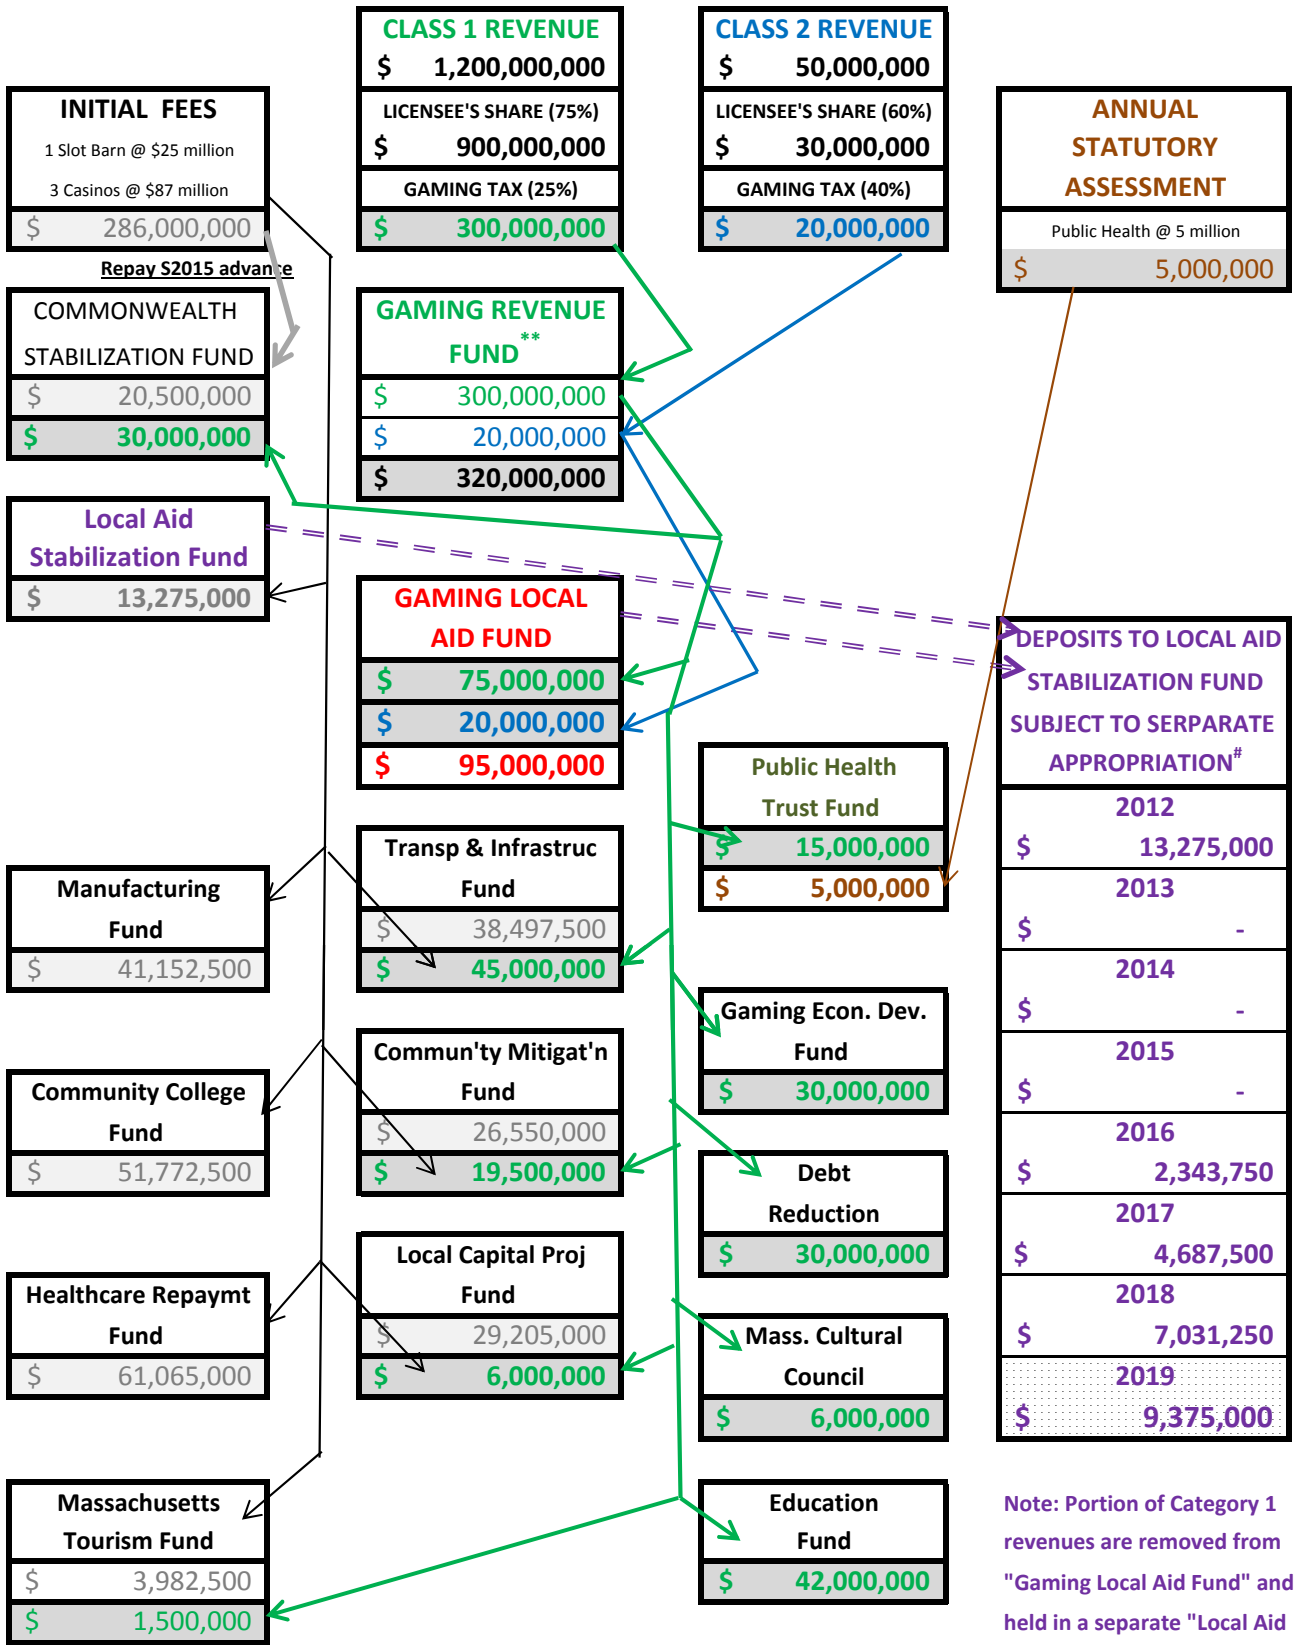 CLASS 1 REVENUE
$ 1,200,000,000
LICENSEE'S SHARE (75%)
$ 900,000,000
GAMING TAX (25%)
$ 300,000,000
CLASS 2 REVENUE
$ 50,000,000
LICENSEE'S SHARE (60%)
$ 30,000,000
GAMING TAX (40%)
$ 20,000,000
INITIAL FEES
1 Slot Barn @ $25 million
3 Casinos @ $87 million
$ 286,000,000
Repay S2015 advance
ANNUAL
STATUTORY
ASSESSMENT
Public Health @ 5 million
$ 5,000,000
COMMONWEALTH
STABILIZATION FUND
$ 20,500,000
$ 30,000,000
GAMING REVENUE
FUND**
$ 300,000,000
$ 20,000,000
$ 320,000,000
Local Aid
Stabilization Fund
$ 13,275,000
GAMING LOCAL
AID FUND
$ 75,000,000
$ 20,000,000
$ 95,000,000
DEPOSITS TO LOCAL AID
STABILIZATION FUND
SUBJECT TO SERPARATE
APPROPRIATION#
2012
$ 13,275,000
2013
$ -
2014
$ -
2015
$ -
2016
$ 2,343,750
2017
$ 4,687,500
2018
$ 7,031,250
2019
$ 9,375,000
Public Health
Trust Fund
$ 15,000,000
$ 5,000,000
Transp & Infrastruc
Fund
$ 38,497,500
$ 45,000,000
Manufacturing
Fund
$ 41,152,500
Gaming Econ. Dev.
Fund
$ 30,000,000
Commun'ty Mitigat'n
Fund
$ 26,550,000
$ 19,500,000
Community College
Fund
$ 51,772,500
Debt
Reduction
$ 30,000,000
Local Capital Proj
Fund
$ 29,205,000
$ 6,000,000
Healthcare Repaymt
Fund
$ 61,065,000
Mass. Cultural
Council
$ 6,000,000
Massachusetts
Tourism Fund
$ 3,982,500
$ 1,500,000
Education
Fund
$ 42,000,000
Note: Portion of Category 1
revenues are removed from
"Gaming Local Aid Fund" and
held in a separate "Local Aid